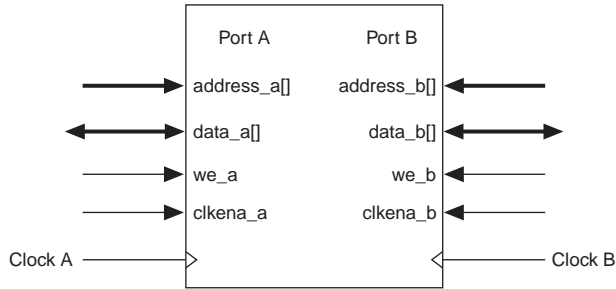 Port A Port B
address_a[] address_b[]
data_a[] data_b[]
we_a we_b
clkena_a clkena_b
Clock A Clock B